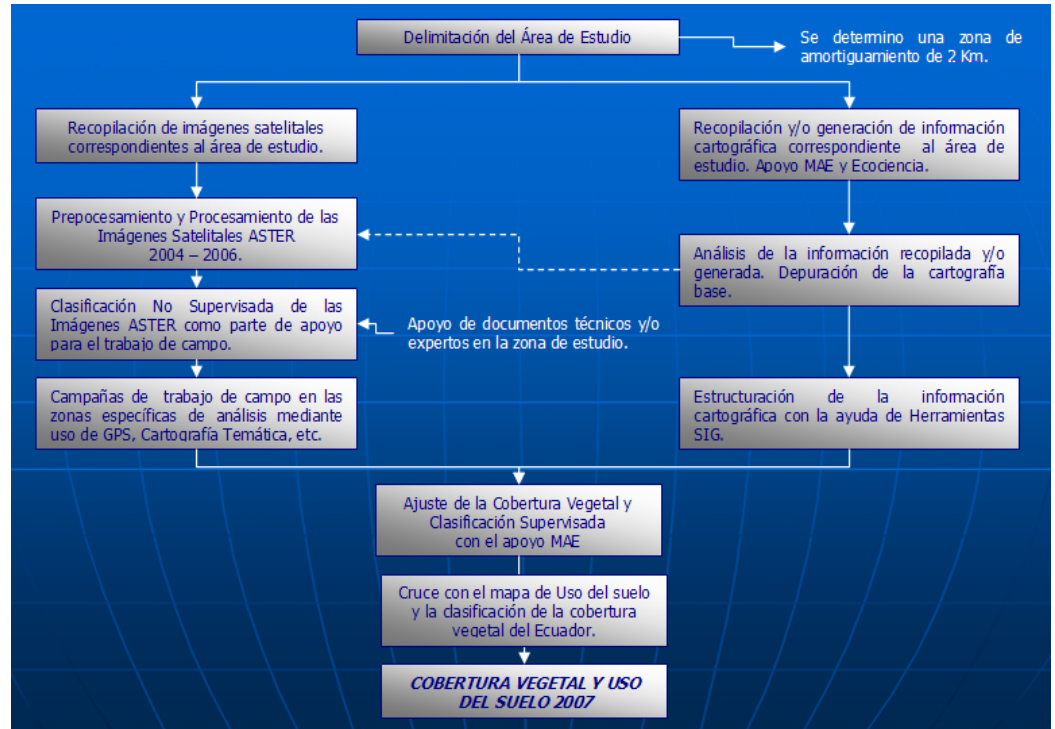 Delimitación del Área de Estudio
Se determino una zona de
amortiguamiento de 2 Km.
Recopilación de imágenes satelitales
correspondientes al área de estudio.
Recopilación y/o generación de información
cartográfica correspondiente al área de
estudio. Apoyo MAE y Ecociencia.
Prepocesamiento y Procesamiento de las
Imágenes Satelitales ASTER
2004 – 2006.
Análisis de la información recopilada y/o
generada. Depuración de la cartografía
base.
Clasificación No Supervisada de las
Imágenes ASTER como parte de apoyo
para el trabajo de campo.
Apoyo de documentos técnicos y/o
expertos en la zona de estudio.
Campañas de trabajo de campo en las
zonas específicas de análisis mediante
uso de GPS, Cartografía Temática, etc.
Estructuración de la información
cartográfica con la ayuda de Herramientas
SIG.
Ajuste de la Cobertura Vegetal y
Clasificación Supervisada
con el apoyo MAE
Cruce con el mapa de Uso del suelo
y la clasificación de la cobertura
vegetal del Ecuador.
COBERTURA VEGETAL Y USO
DEL SUELO 2007